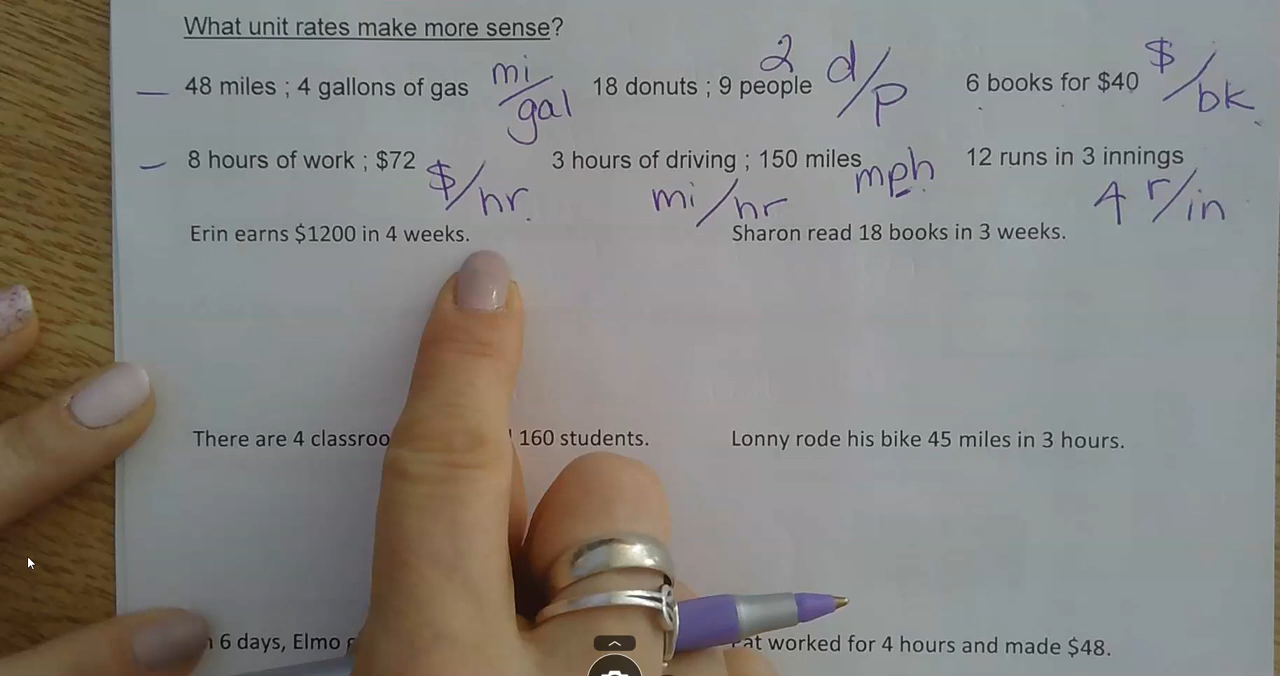 What unit rates make more sense?
48 miles ; 4 gallons of gas mi/gal 18 donuts ; 9 people 2 d/p 6 books for $40 $/bk.
8 hours of work ; $72 $/hr. 3 hours of driving ; 150 miles mph 12 runs in 3 innings
mi/hr 4 r/in
Erin earns $1200 in 4 weeks. Sharon read 18 books in 3 weeks.
There are 4 160 students. Lonny rode his bike 45 miles in 3 hours.
6 days, Elmo worked for 4 hours and made $48.